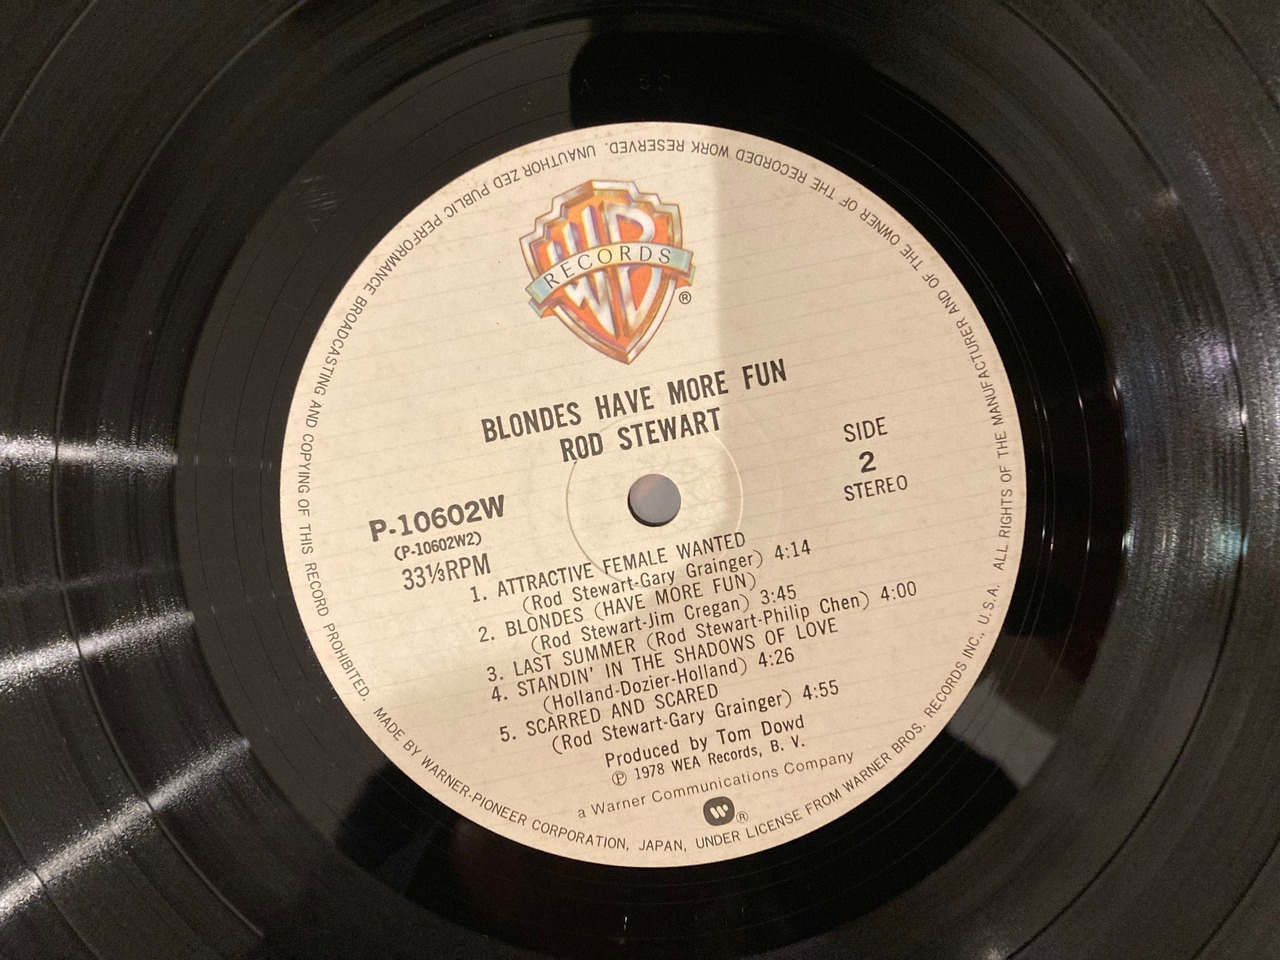 WB
RECORDS
®
BLONDES HAVE MORE FUN
ROD STEWART
SIDE
2
STEREO
P-10602W
(P-10602W2)
33⅓RPM
1. ATTRACTIVE FEMALE WANTED
(Rod Stewart-Gary Grainger) 4:14
2. BLONDES (HAVE MORE FUN)
(Rod Stewart-Jim Cregan) 3:45
3. LAST SUMMER (Rod Stewart-Philip Chen) 4:00
4. STANDIN' IN THE SHADOWS OF LOVE
(Holland-Dozier-Holland) 4:26
5. SCARRED AND SCARED
(Rod Stewart-Gary Grainger) 4:55
Produced by Tom Dowd
Ⓟ 1978 WEA Records, B. V.
a Warner Communications Company
®
MADE BY WARNER-PIONEER CORPORATION, JAPAN, UNDER LICENSE FROM WARNER BROS. RECORDS INC., U.S.A. ALL RIGHTS OF THE MANUFACTURER AND OF THE OWNER OF THE RECORDED WORK RESERVED. UNAUTHOR ZED PUBLIC PERFORMANCE BROADCASTING AND COPYING OF THIS RECORD PROHIBITED.